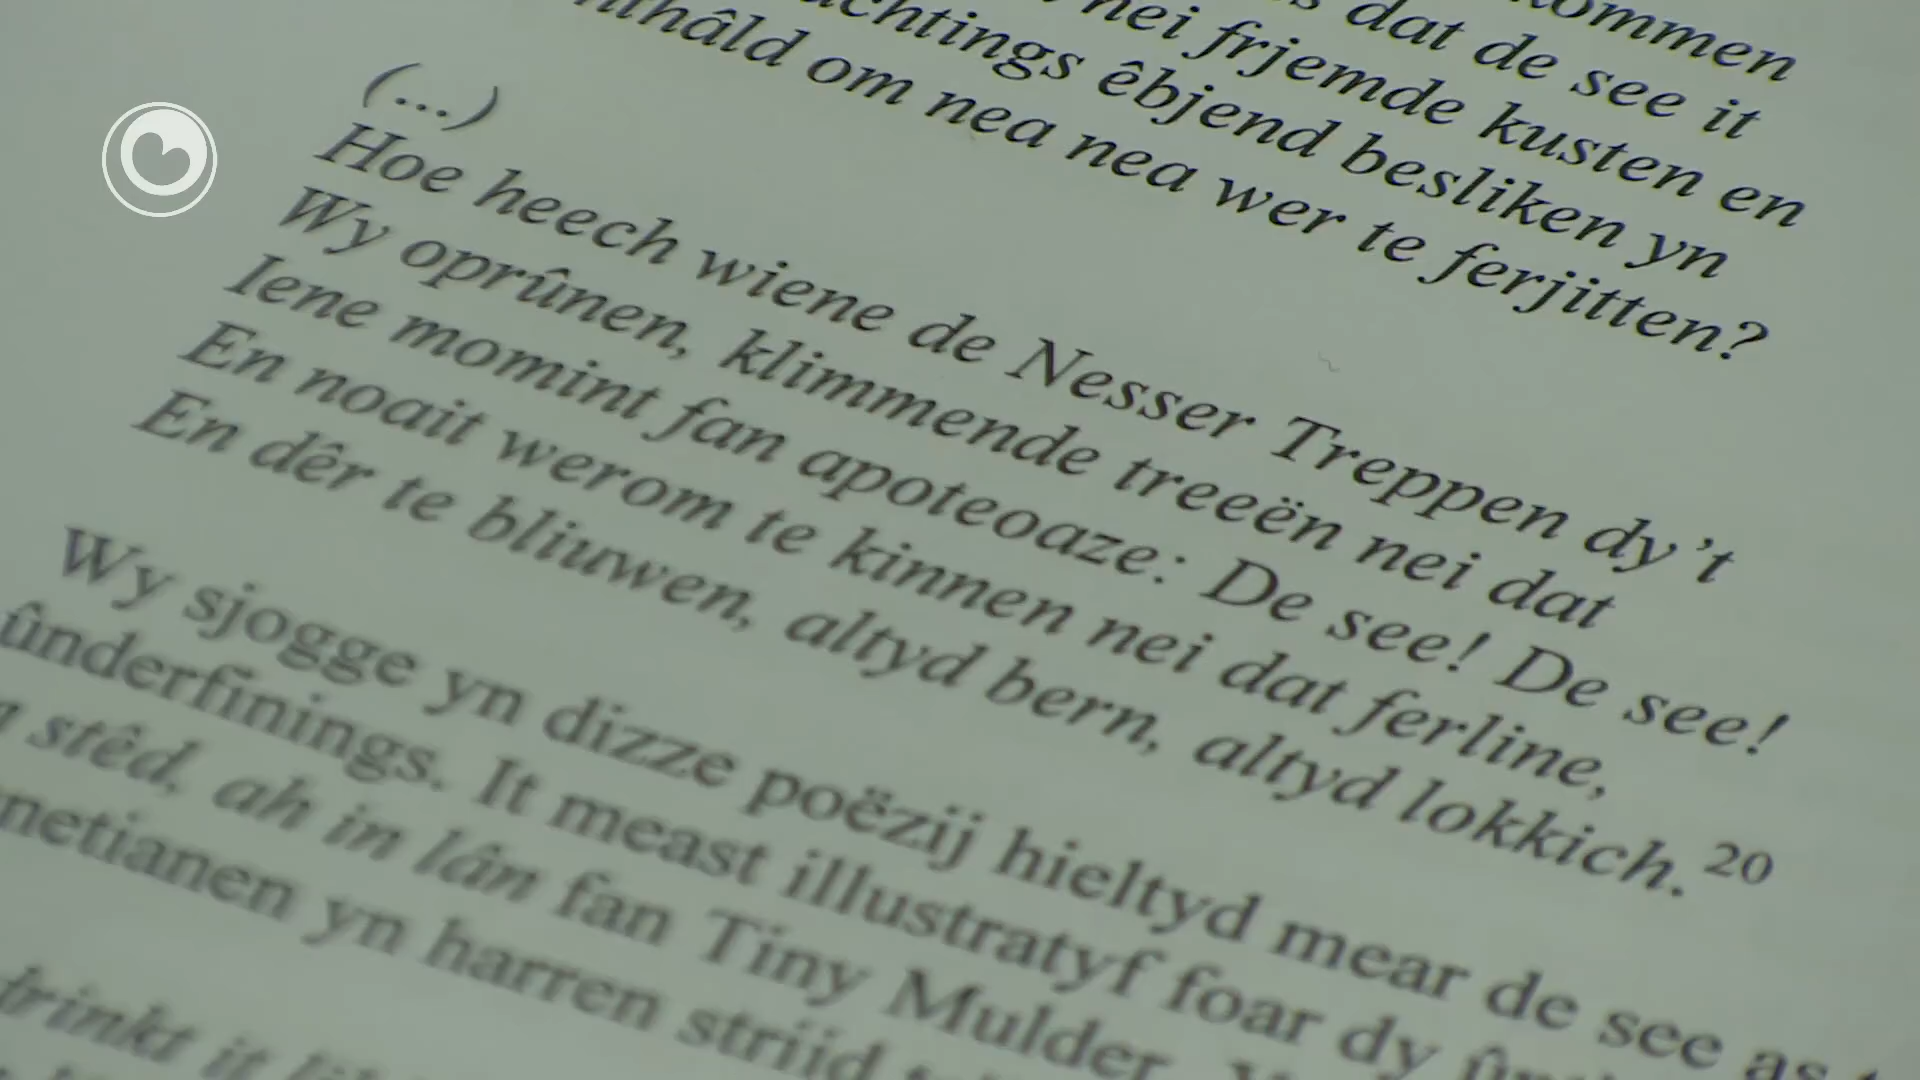 kommen
dat de see it
nei frjemde kusten en
êbjend besliken yn
om nea nea wer te ferjitten?
(...)
Hoe heech wiene de Nesser Treppen dy ’t
Wy oprûnen, klimmende treeën nei dat
Iene momint fan apoteoaze: De see! De see!
En noait werom te kinnen nei dat ferline,
En dêr te bliuwen, altyd bern, altyd lokkich. 20
Wy sjogge yn dizze poëzij hieltyd mear de see as
ûnderfinings. It meast illustratyf foar dy
stêd, ah in lân fan Tiny Mulder.
yn harren striid
drinkt it